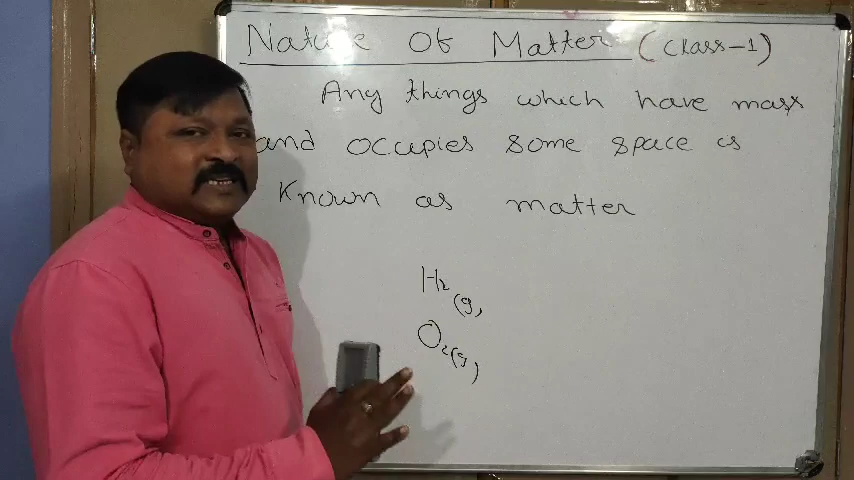 Nature Of Matter (Class-1)
Any things which have mass
and occupies some space is
Known as matter
H2(g,
O2(g)